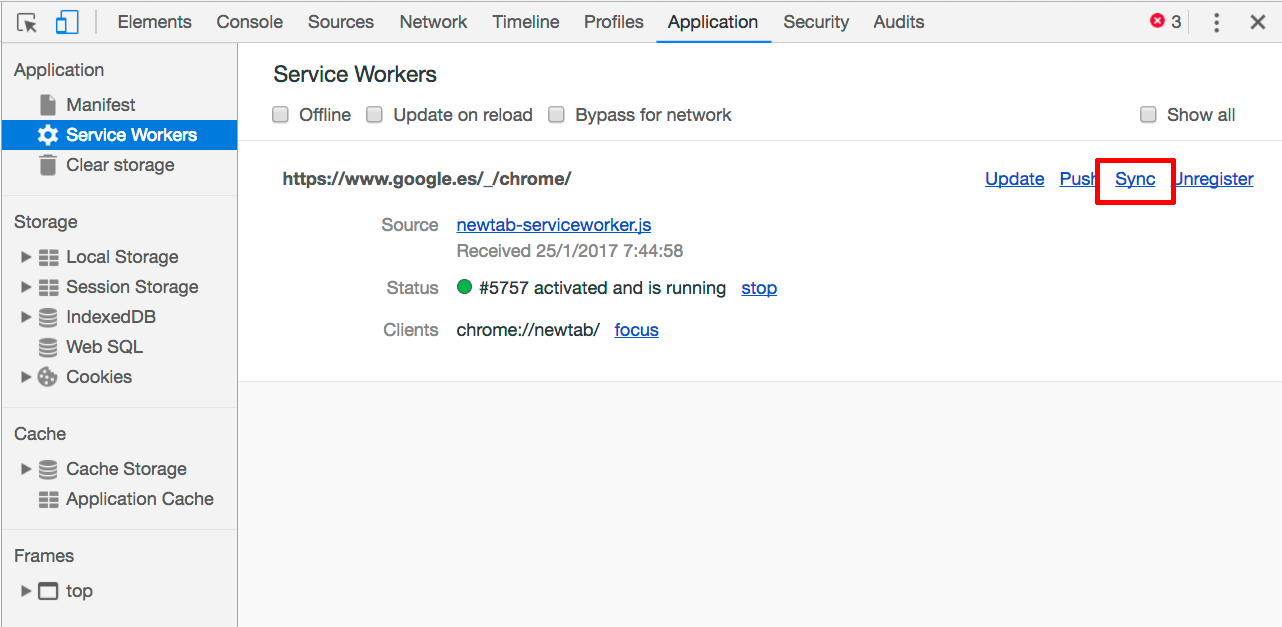 Elements Console Sources Network Timeline Profiles Application Security Audits 3
Application
Manifest
Service Workers
Clear storage
Storage
Local Storage
Session Storage
IndexedDB
Web SQL
Cookies
Cache
Cache Storage
Application Cache
Frames
top
Service Workers
Offline Update on reload Bypass for network Show all
https://www.google.es/_/chrome/ Update Push Sync Unregister
Source newtab-serviceworker.js
Received 25/1/2017 7:44:58
Status #5757 activated and is running stop
Clients chrome://newtab/ focus